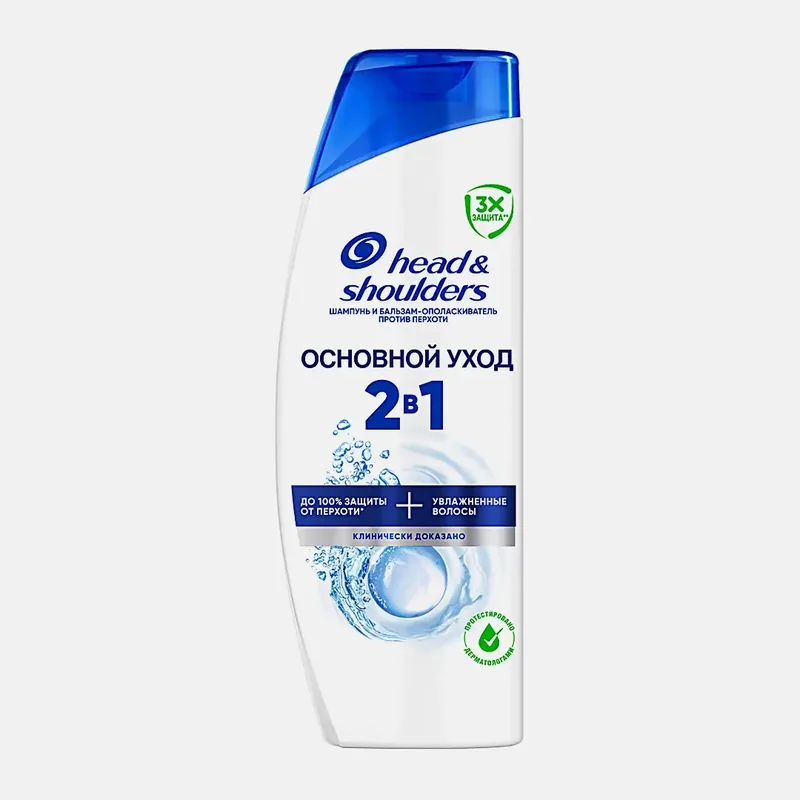 3X
ЗАЩИТА**
head &
shoulders
ШАМПУНЬ И БАЛЬЗАМ-ОПОЛАСКИВАТЕЛЬ
ПРОТИВ ПЕРХОТИ
ОСНОВНОЙ УХОД
2В1
ДО 100% ЗАЩИТЫ
ОТ ПЕРХОТИ*
+
УВЛАЖНЕННЫЕ
ВОЛОСЫ
КЛИНИЧЕСКИ ДОКАЗАНО
ПРОТЕСТИРОВАНО
ДЕРМАТОЛОГАМИ